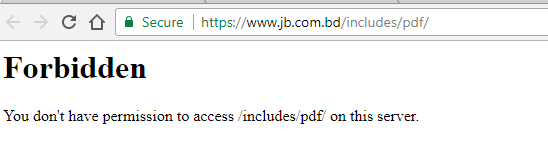 Secure https://www.jb.com.bd/includes/pdf/
Forbidden
You don't have permission to access /includes/pdf/ on this server.